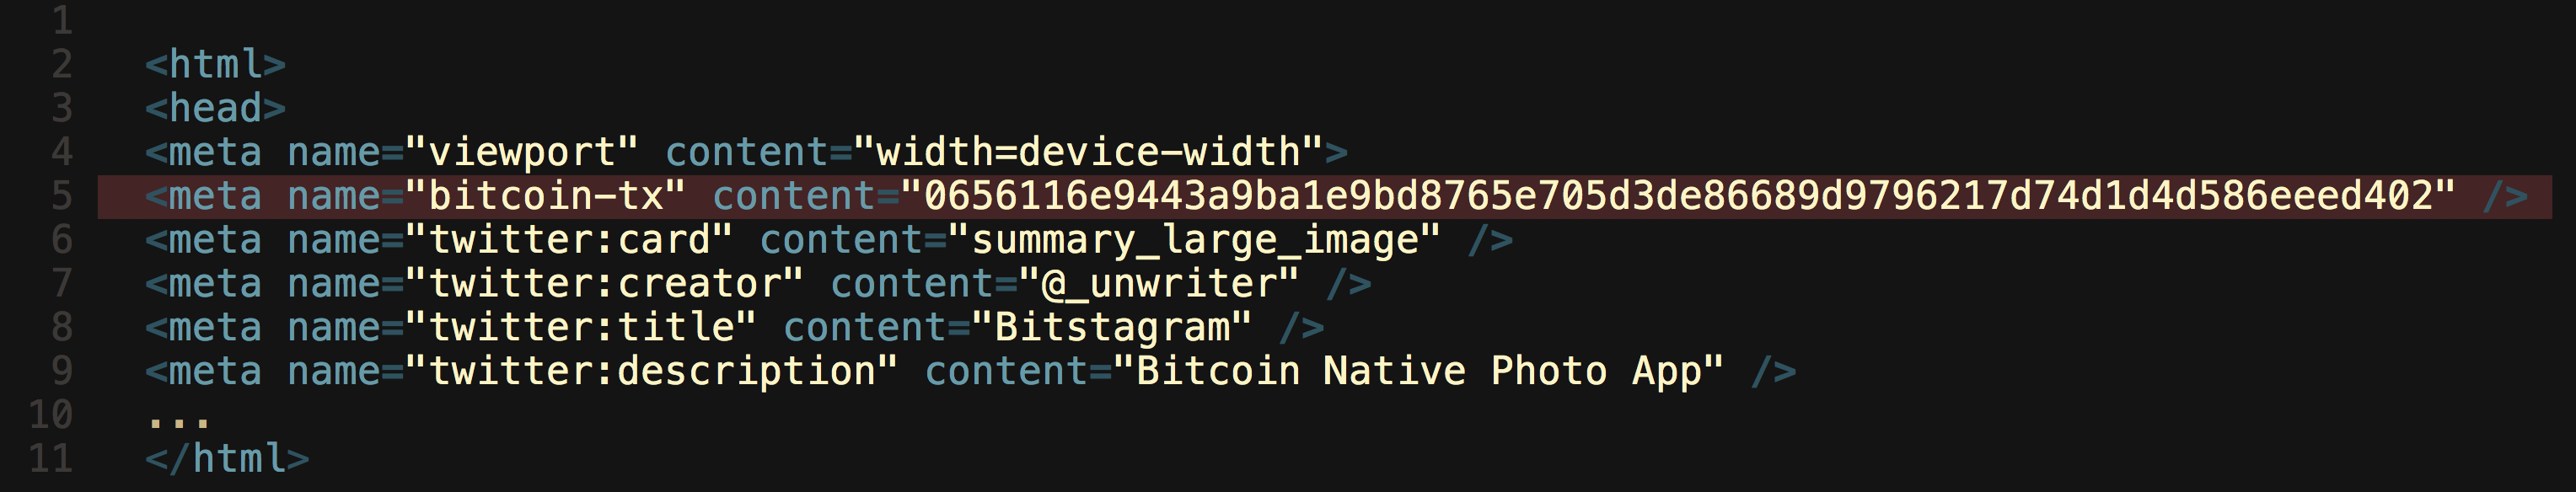 1
2 <html>
3 <head>
4 <meta name="viewport" content="width=device-width">
5 <meta name="bitcoin-tx" content="0656116e9443a9ba1e9bd8765e705d3de86689d9796217d74d1d4d586eeed402" />
6 <meta name="twitter:card" content="summary_large_image" />
7 <meta name="twitter:creator" content="@_unwriter" />
8 <meta name="twitter:title" content="Bitstagram" />
9 <meta name="twitter:description" content="Bitcoin Native Photo App" />
10 ...
11 </html>